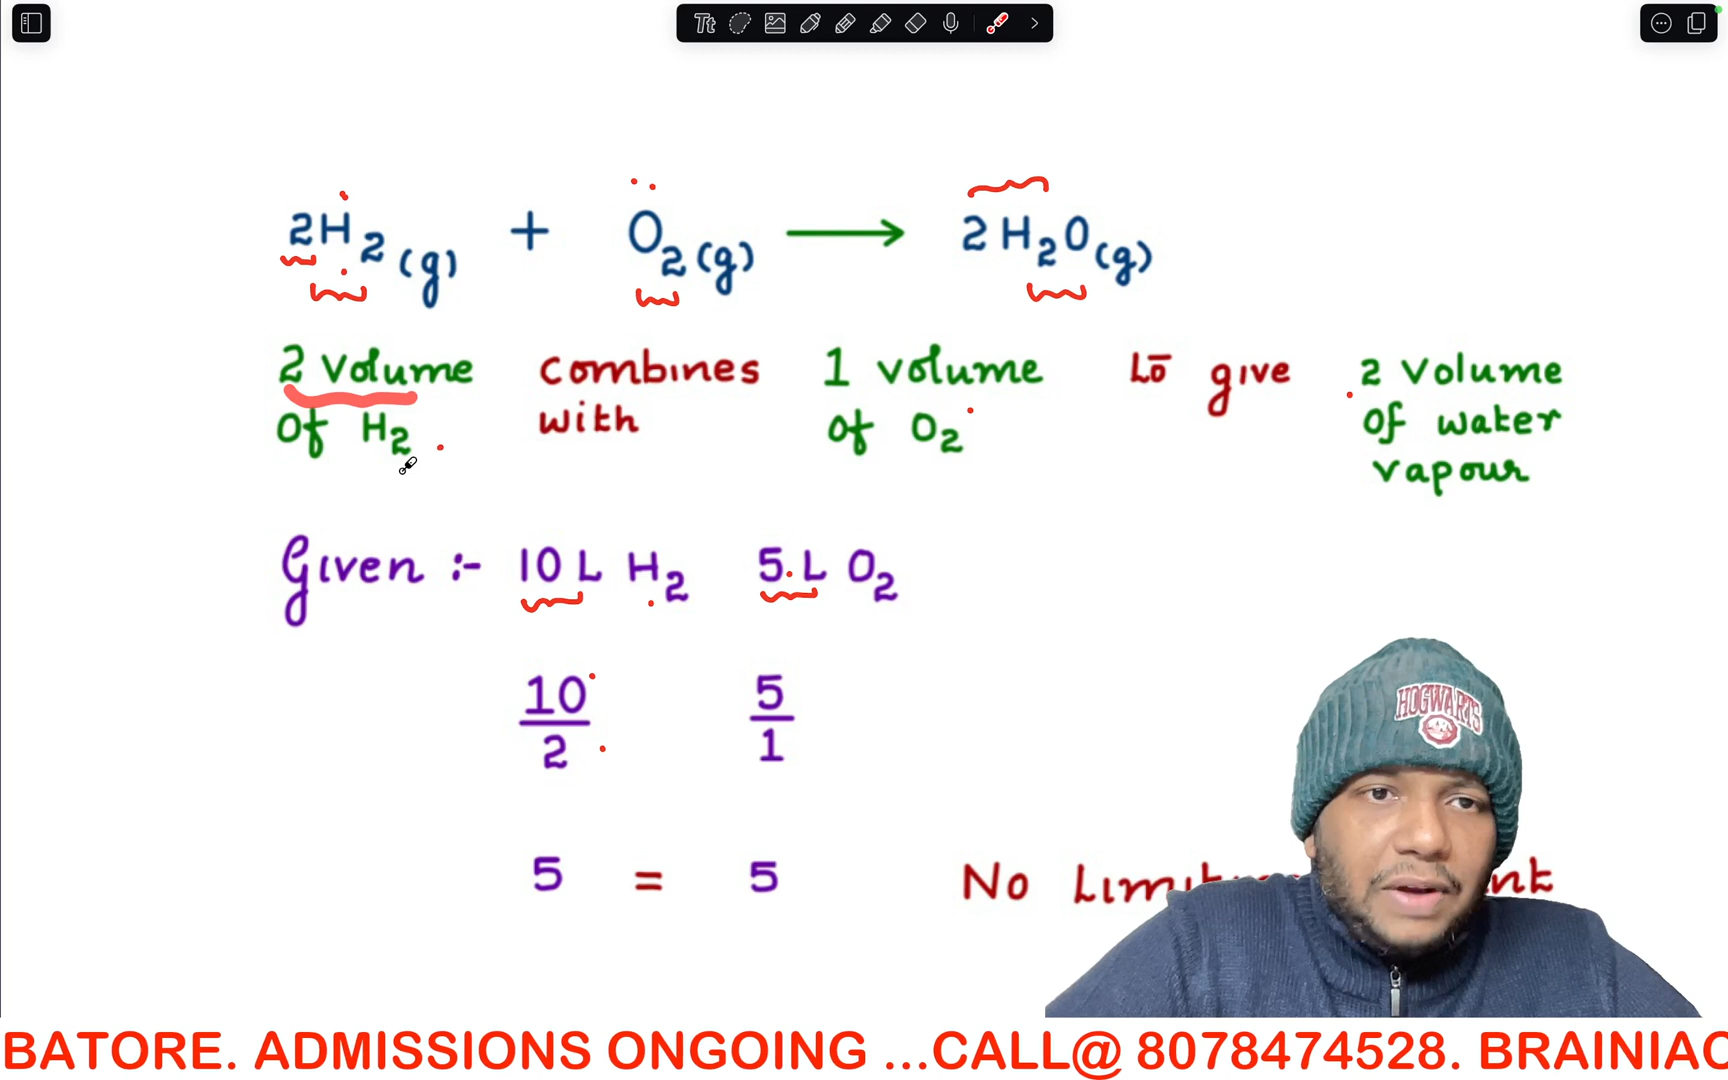 Tt
2H2(g) + O2(g) → 2H2O(g)
2 Volume combines 1 volume to give 2 Volume
of H2 with of O2 of water
vapour
Given :- 10 L H2 5 L O2
10/2 5/1
5 = 5 No
HOGWARTS
BATORE. ADMISSIONS ONGOING ...CALL@ 8078474528. BRAINIAC